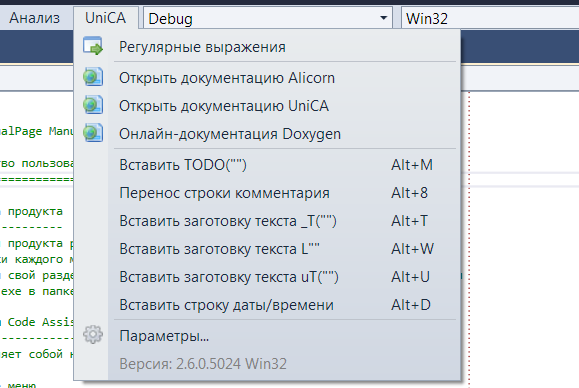 Анализ UniCA Debug Win32
Регулярные выражения
Открыть документацию Alicorn
Открыть документацию UniCA
Онлайн-документация Doxygen
Вставить TODO("") Alt+M
Перенос строки комментария Alt+8
Вставить заготовку текста _T("") Alt+T
Вставить заготовку текста L"" Alt+W
Вставить заготовку текста uT("") Alt+U
Вставить строку даты/времени Alt+D
Параметры...
Версия: 2.6.0.5024 Win32
alPage Manu
тво пользова
============
продукта
------------
продукта
ки каждого м
свой разде
exe в папке
Code Assis
------------
ляет собой
меню